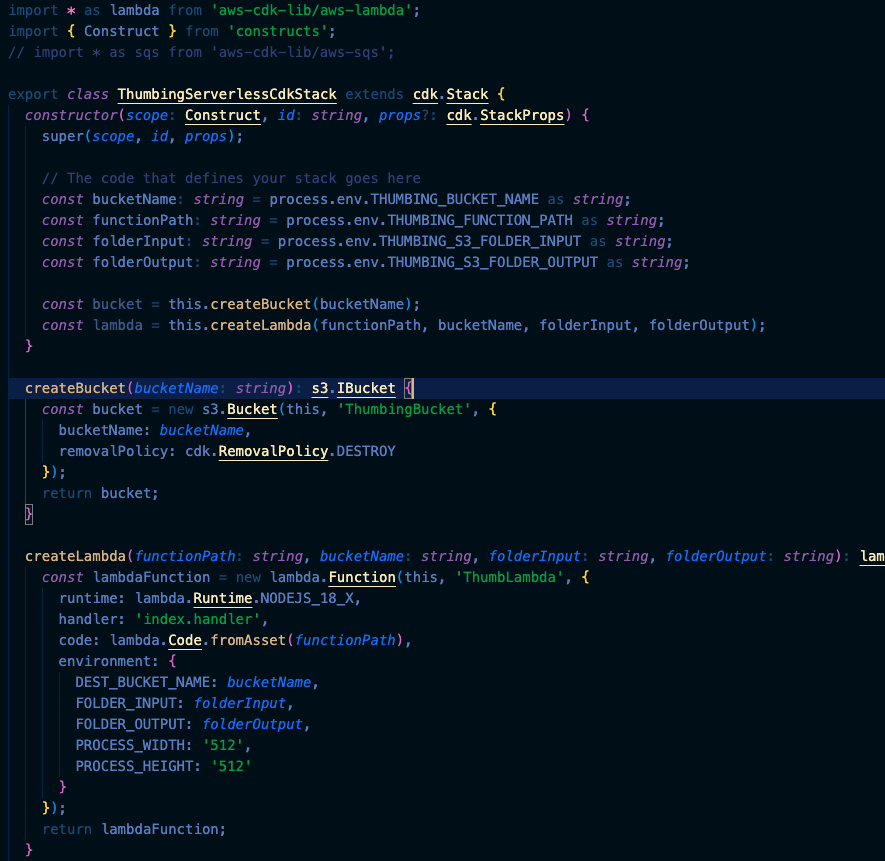 import * as lambda from 'aws-cdk-lib/aws-lambda';
import { Construct } from 'constructs';
// import * as sqs from 'aws-cdk-lib/aws-sqs';

export class ThumbingServerlessCdkStack extends cdk.Stack {
  constructor(scope: Construct, id: string, props?: cdk.StackProps) {
    super(scope, id, props);

    // The code that defines your stack goes here
    const bucketName: string = process.env.THUMBING_BUCKET_NAME as string;
    const functionPath: string = process.env.THUMBING_FUNCTION_PATH as string;
    const folderInput: string = process.env.THUMBING_S3_FOLDER_INPUT as string;
    const folderOutput: string = process.env.THUMBING_S3_FOLDER_OUTPUT as string;

    const bucket = this.createBucket(bucketName);
    const lambda = this.createLambda(functionPath, bucketName, folderInput, folderOutput);
  }

  createBucket(bucketName: string): s3.IBucket {
    const bucket = new s3.Bucket(this, 'ThumbingBucket', {
      bucketName: bucketName,
      removalPolicy: cdk.RemovalPolicy.DESTROY
    });
    return bucket;
  }

  createLambda(functionPath: string, bucketName: string, folderInput: string, folderOutput: string): lam
    const lambdaFunction = new lambda.Function(this, 'ThumbLambda', {
      runtime: lambda.Runtime.NODEJS_18_X,
      handler: 'index.handler',
      code: lambda.Code.fromAsset(functionPath),
      environment: {
        DEST_BUCKET_NAME: bucketName,
        FOLDER_INPUT: folderInput,
        FOLDER_OUTPUT: folderOutput,
        PROCESS_WIDTH: '512',
        PROCESS_HEIGHT: '512'
      }
    });
    return lambdaFunction;
  }